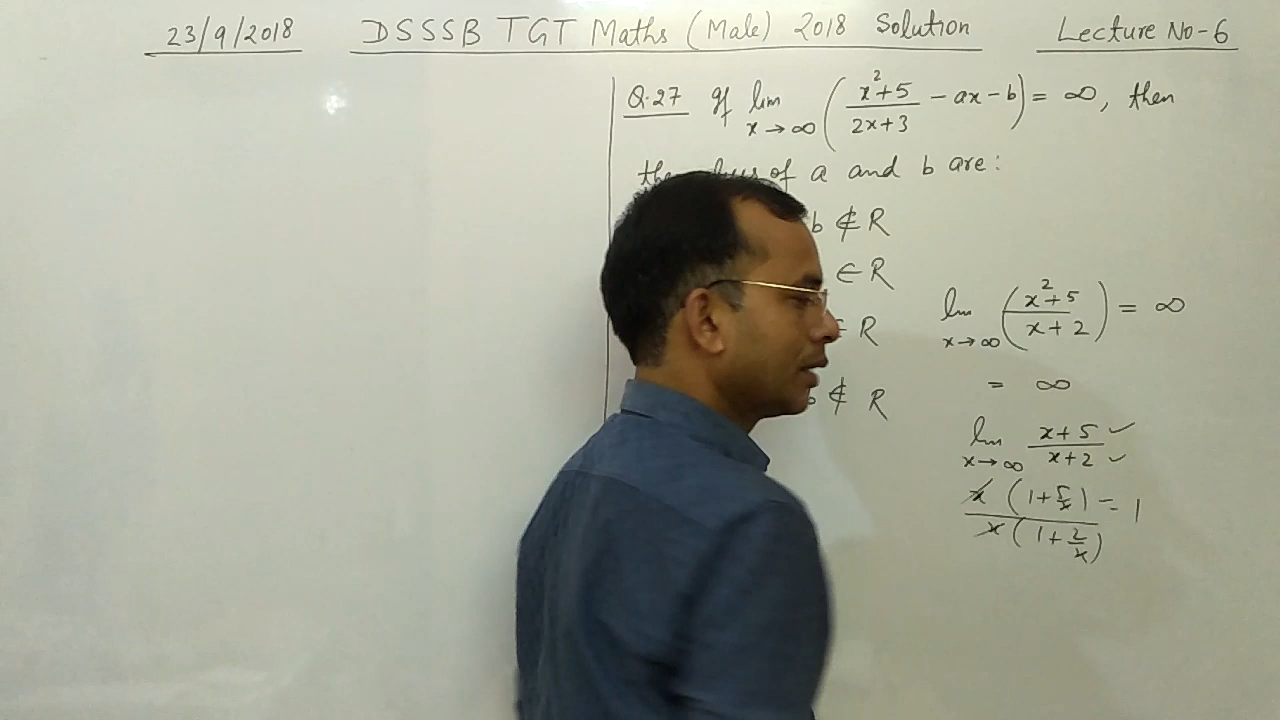 23/9/2018 DSSSB TGT Maths (Male) 2018 Solution Lecture No-6
Q.27 If lim x→∞ ( x²+5 / 2x+3 − ax − b ) = ∞, then
of a and b are:
b ∉ R
∈ R
R
∉ R
lim x→∞ ( x²+5 / x+2 ) = ∞
= ∞
lim x→∞ x+5 / x+2
x(1+5/x) / x(1+2/x) = 1